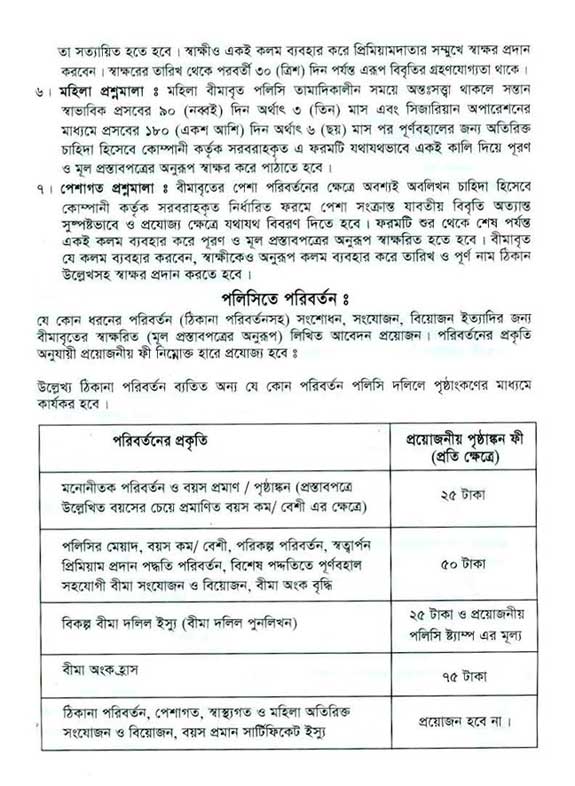 তা সত্যায়িত হতে হবে । স্বাক্ষীও একই কলম ব্যবহার করে প্রিমিয়ামদাতার সম্মুখে স্বাক্ষর প্রদান
করবেন । স্বাক্ষরের তারিখ থেকে পরবর্তী ৩০ (ত্রিশ) দিন পর্যন্ত এরূপ বিবৃতির গ্রহণযোগ্যতা থাকে ।
৬ । মহিলা প্রশ্নমালা ঃ মহিলা বীমাবৃত পলিসি তামাদিকালীন সময়ে অন্তঃসত্ত্বা থাকলে সন্তান
স্বাভাবিক প্রসবের ৯০ (নব্বই) দিন অর্থাৎ ৩ (তিন) মাস এবং সিজারিয়ান অপারেশনের
মাধ্যমে প্রসবের ১৮০ (একশ আশি) দিন অর্থাৎ ৬ (ছয়) মাস পর পূর্ণবহালের জন্য অতিরিক্ত
চাহিদা হিসেবে কোম্পানী কর্তৃক সরবরাহকৃত এ ফরমটি যথাযথভাবে একই কালি দিয়ে পূরণ
ও মূল প্রস্তাবপত্রের অনুরূপ স্বাক্ষর করে পাঠাতে হবে ।
৭ । পেশাগত প্রশ্নমালা ঃ বীমাবৃতের পেশা পরিবর্তনের ক্ষেত্রে অবশ্যই অবলিখন চাহিদা হিসেবে
কোম্পানী কর্তৃক সরবরাহকৃত নির্ধারিত ফরমে পেশা সংক্রান্ত যাবতীয় বিবৃতি অত্যান্ত
সুষ্পষ্টভাবে ও প্রযোজ্য ক্ষেত্রে যথাযথ বিবরণ দিতে হবে । ফরমটি শুর থেকে শেষ পর্যন্ত
একই কলম ব্যবহার করে পূরণ ও মূল প্রস্তাবপত্রের অনুরূপ স্বাক্ষরিত হতে হবে । বীমাবৃত
যে কলম ব্যবহার করবেন, স্বাক্ষীকেও অনুরূপ কলম ব্যবহার করে তারিখ ও পূর্ণ নাম ঠিকান
উল্লেখসহ স্বাক্ষর প্রদান করতে হবে ।
পলিসিতে পরিবর্তন ঃ
যে কোন ধরনের পরিবর্তন (ঠিকানা পরিবর্তনসহ) সংশোধন, সংযোজন, বিয়োজন ইত্যাদির জন্য
বীমাবৃতের স্বাক্ষরিত (মূল প্রস্তাবপত্রের অনুরূপ) লিখিত আবেদন প্রয়োজন । পরিবর্তনের প্রকৃতি
অনুযায়ী প্রয়োজনীয় ফী নিম্নোক্ত হারে প্রযোজ্য হবে ঃ
উল্লেখ্য ঠিকানা পরিবর্তন ব্যতিত অন্য যে কোন পরিবর্তন পলিসি দলিলে পৃষ্ঠাংকণের মাধ্যমে
কার্যকর হবে ।
পরিবর্তনের প্রকৃতি
প্রয়োজনীয় পৃষ্ঠাঙ্কন ফী
(প্রতি ক্ষেত্রে)
মনোনীতক পরিবর্তন ও বয়স প্রমাণ / পৃষ্ঠাঙ্কন (প্রস্তাবপত্রে
উল্লেখিত বয়সের চেয়ে প্রমাণিত বয়স কম/ বেশী এর ক্ষেত্রে)
২৫ টাকা
পলিসির মেয়াদ, বয়স কম/ বেশী, পরিকল্প পরিবর্তন, স্বত্বার্পন
প্রিমিয়াম প্রদান পদ্ধতি পরিবর্তন, বিশেষ পদ্দতিতে পূর্ণবহাল
সহযোগী বীমা সংযোজন ও বিয়োজন, বীমা অংক বৃদ্ধি
৫০ টাকা
বিকল্প বীমা দলিল ইস্যু (বীমা দলিল পুনলিখন)
২৫ টাকা ও প্রয়োজনীয়
পলিসি ষ্ট্যাম্প এর মূল্য
বীমা অংক হ্রাস
৭৫ টাকা
ঠিকানা পরিবর্তন, পেশাগত, স্বাস্থ্যগত ও মহিলা অতিরিক্ত
সংযোজন ও বিয়োজন, বয়স প্রমান সার্টিফিকেট ইস্যু
প্রয়োজন হবে না ।